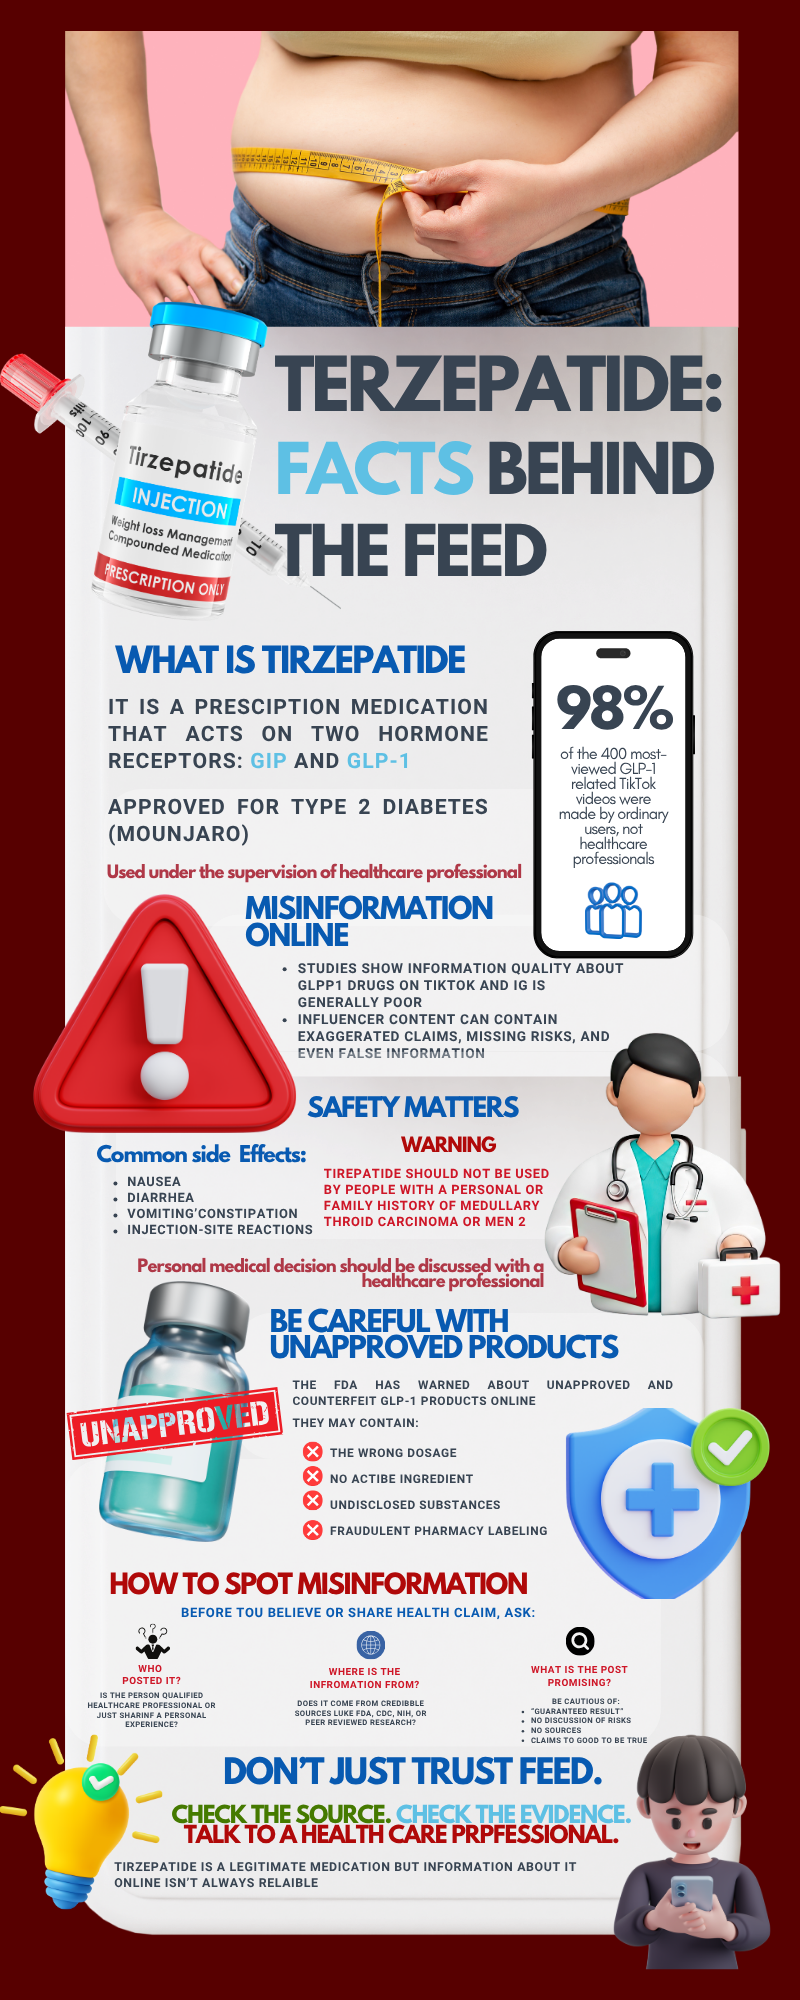 TERZEPATIDE:
FACTS BEHIND
THE FEED
Tirzepatide
INJECTION
Weight loss Management
Compounded Medication
PRESCRIPTION ONLY
100
90
10
WHAT IS TIRZEPATIDE
IT IS A PRESCIPTION MEDICATION
THAT ACTS ON TWO HORMONE
RECEPTORS: GIP AND GLP-1
APPROVED FOR TYPE 2 DIABETES
(MOUNJARO)
Used under the supervision of healthcare professional
98%
of the 400 most-
viewed GLP-1
related TikTok
videos were
made by ordinary
users, not
healthcare
professionals
MISINFORMATION
ONLINE
• STUDIES SHOW INFORMATION QUALITY ABOUT
GLPP1 DRUGS ON TIKTOK AND IG IS
GENERALLY POOR
• INFLUENCER CONTENT CAN CONTAIN
EXAGGERATED CLAIMS, MISSING RISKS, AND
EVEN FALSE INFORMATION
SAFETY MATTERS
Common side Effects:
• NAUSEA
• DIARRHEA
• VOMITING'CONSTIPATION
• INJECTION-SITE REACTIONS
WARNING
TIREPATIDE SHOULD NOT BE USED
BY PEOPLE WITH A PERSONAL OR
FAMILY HISTORY OF MEDULLARY
THROID CARCINOMA OR MEN 2
Personal medical decision should be discussed with a
healthcare professional
BE CAREFUL WITH
UNAPPROVED PRODUCTS
UNAPPROVED
THE FDA HAS WARNED ABOUT UNAPPROVED AND
COUNTERFEIT GLP-1 PRODUCTS ONLINE
THEY MAY CONTAIN:
THE WRONG DOSAGE
NO ACTIBE INGREDIENT
UNDISCLOSED SUBSTANCES
FRAUDULENT PHARMACY LABELING
HOW TO SPOT MISINFORMATION
BEFORE TOU BELIEVE OR SHARE HEALTH CLAIM, ASK:
WHO
POSTED IT?
IS THE PERSON QUALIFIED
HEALTHCARE PROFESSIONAL OR
JUST SHARINF A PERSONAL
EXPERIENCE?
WHERE IS THE
INFROMATION FROM?
DOES IT COME FROM CREDIBBLE
SOURCES LUKE FDA, CDC, NIH, OR
PEER REVIEWED RESEARCH?
WHAT IS THE POST
PROMISING?
BE CAUTIOUS OF:
• "GUARANTEED RESULT"
• NO DISCUSSION OF RISKS
• NO SOURCES
• CLAIMS TO GOOD TO BE TRUE
DON'T JUST TRUST FEED.
CHECK THE SOURCE. CHECK THE EVIDENCE.
TALK TO A HEALTH CARE PRPFESSIONAL.
TIRZEPATIDE IS A LEGITIMATE MEDICATION BUT INFORMATION ABOUT IT
ONLINE ISN'T ALWAYS RELAIBLE